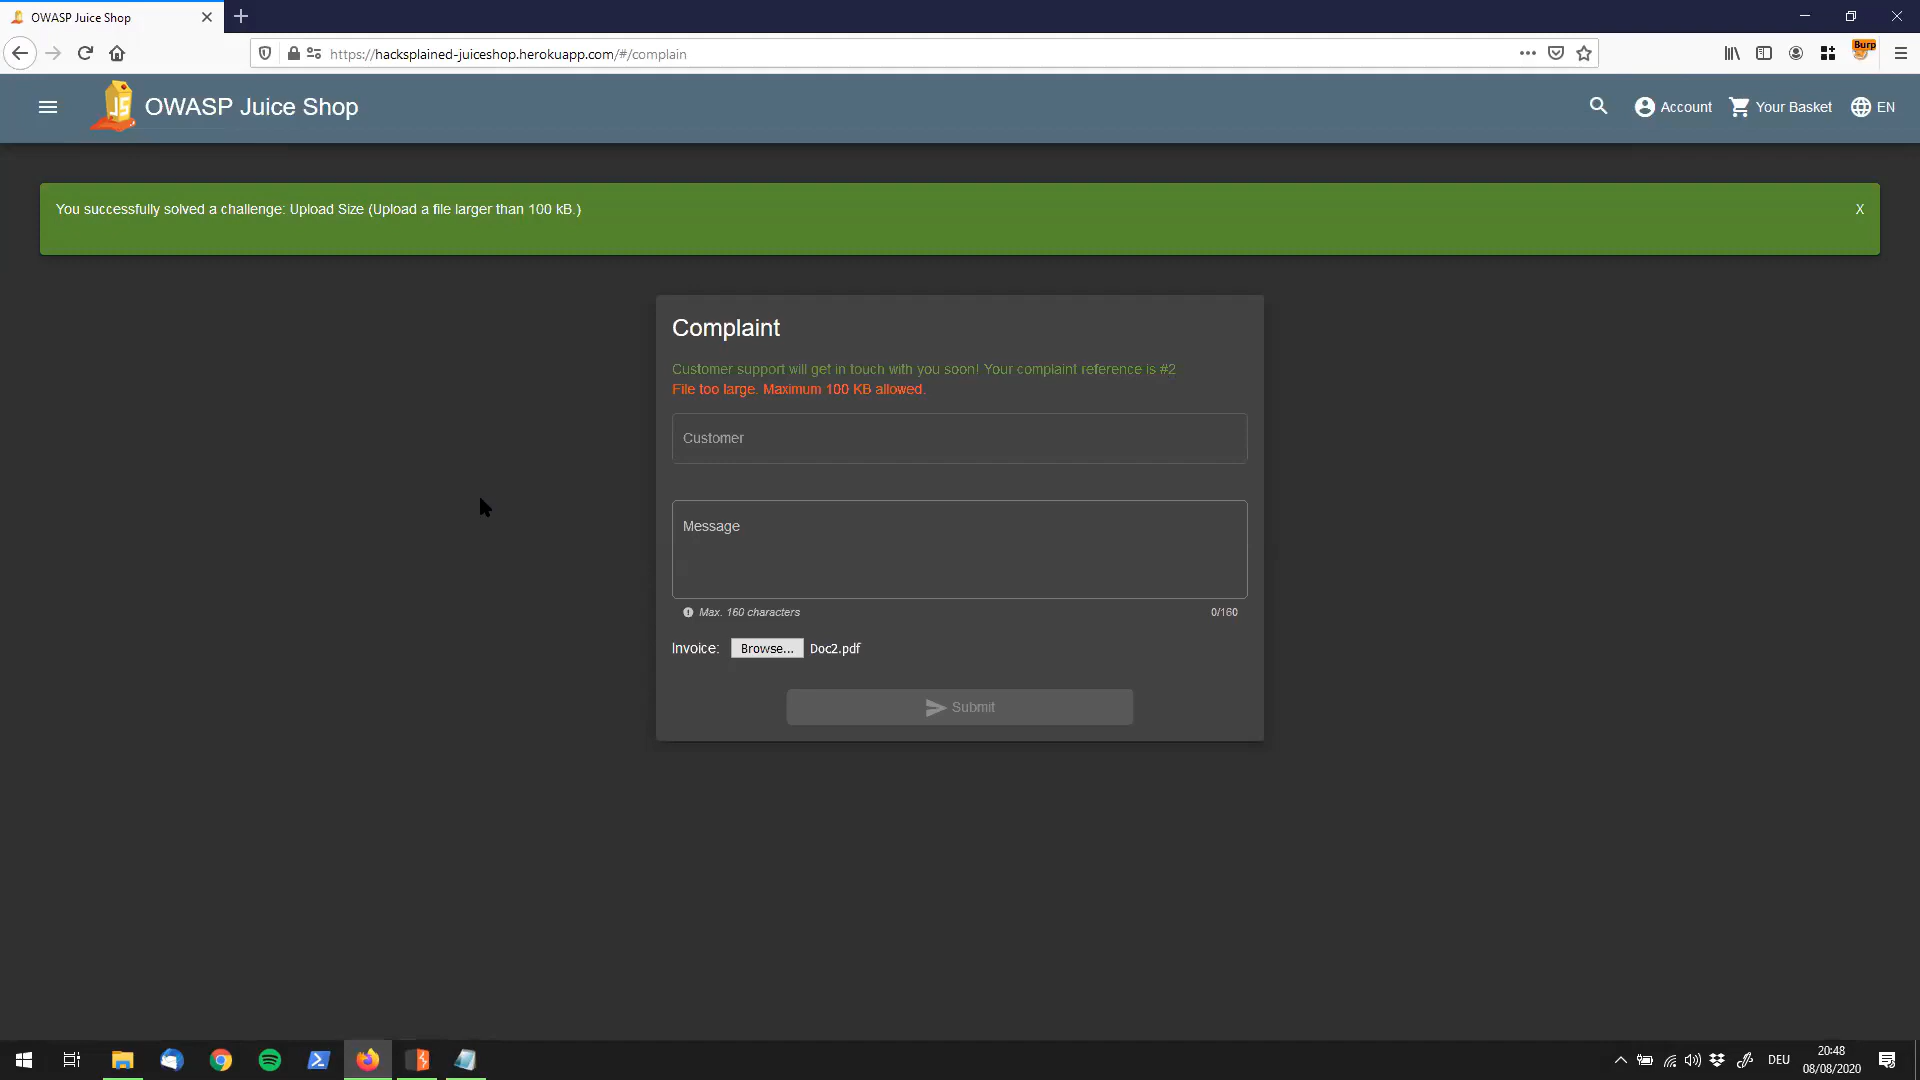 OWASP Juice Shop
https://hacksplained-juiceshop.herokuapp.com/#/complain
Burp
JS
OWASP Juice Shop
Account
Your Basket
EN
You successfully solved a challenge: Upload Size (Upload a file larger than 100 kB.)
X
Complaint
Customer support will get in touch with you soon! Your complaint reference is #2
File too large. Maximum 100 KB allowed.
Customer
Message
Max. 160 characters
0/160
Invoice: Browse... Doc2.pdf
Submit
DEU
20:48
08/08/2020